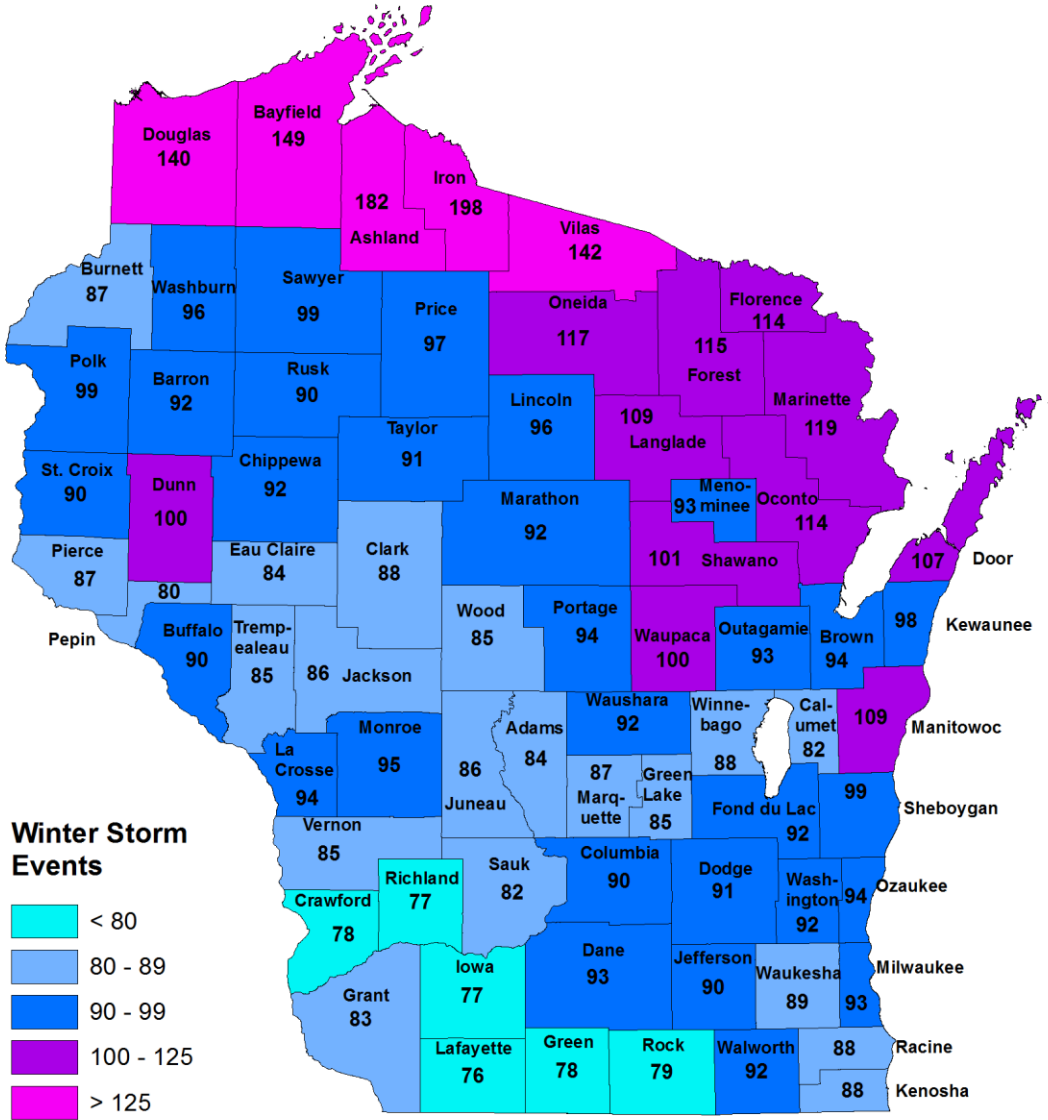 Douglas
140
Bayfield
149
182
Ashland
Iron
198
Vilas
142
Burnett
87
Washburn
96
Sawyer
99
Price
97
Oneida
117
115
Forest
Florence
114
Polk
99
Barron
92
Rusk
90
Lincoln
96
109
Langlade
Marinette
119
Taylor
91
St. Croix
90
Dunn
100
Chippewa
92
Marathon
92
Meno-
93 minee
Oconto
114
Pierce
87
Eau Claire
84
Clark
88
101 Shawano
107
Door
80
Pepin
Buffalo
90
Tremp-
ealeau
85
86 Jackson
Wood
85
Portage
94
Waupaca
100
Outagamie
93
Brown
94
98
Kewaunee
La
Crosse
94
Monroe
95
86
Juneau
Adams
84
Waushara
92
Winne-
bago
88
Cal-
umet
82
109
Manitowoc
87
Marq-
uette
Green
Lake
85
Fond du Lac
92
99
Sheboygan
Vernon
85
Richland
77
Sauk
82
Columbia
90
Dodge
91
Wash-
ington
92
94
Ozaukee
Crawford
78
Grant
83
Iowa
77
Dane
93
Jefferson
90
Waukesha
89
93
Milwaukee
Lafayette
76
Green
78
Rock
79
Walworth
92
88
Racine
88
Kenosha
Winter Storm
Events
< 80
80 - 89
90 - 99
100 - 125
> 125